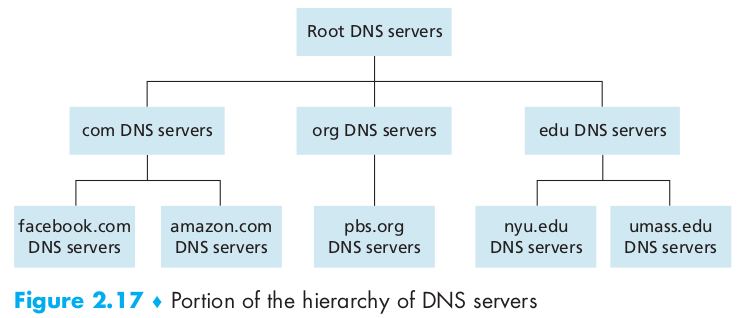 Root DNS servers
com DNS servers
org DNS servers
edu DNS servers
facebook.com
DNS servers
amazon.com
DNS servers
pbs.org
DNS servers
nyu.edu
DNS servers
umass.edu
DNS servers
Figure 2.17 ♦ Portion of the hierarchy of DNS servers